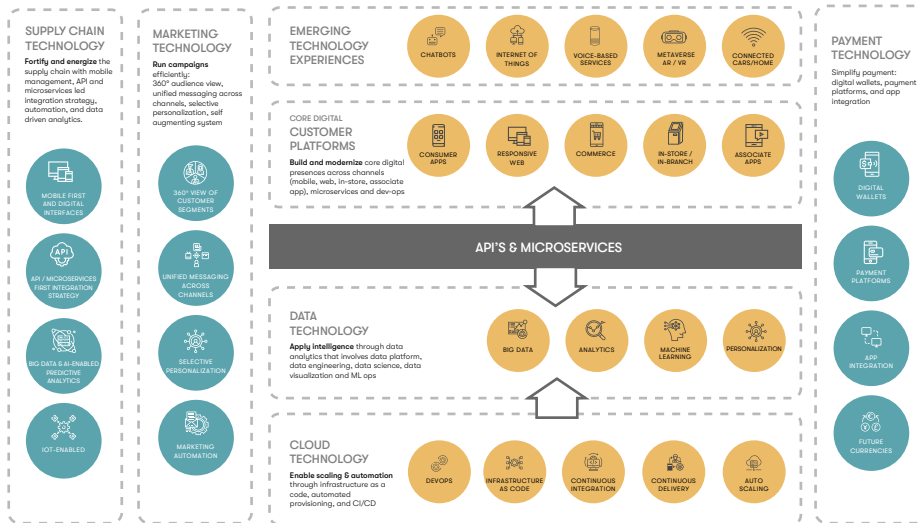 SUPPLY CHAIN
TECHNOLOGY
Fortify and energize the
supply chain with mobile
management, API and
microservices led
integration strategy,
automation, and data
driven analytics.
MOBILE FIRST
AND DIGITAL
INTERFACES
API
API / MICROSERVICES
FIRST INTEGRATION
STRATEGY
BIG DATA & AI-ENABLED
PREDICTIVE
ANALYTICS
IOT-ENABLED
MARKETING
TECHNOLOGY
Run campaigns
efficiently:
360° audience view,
unified messaging across
channels, selective
personalization, self
augmenting system
360° VIEW OF
CUSTOMER
SEGMENTS
UNIFIED MESSAGING
ACROSS
CHANNELS
SELECTIVE
PERSONALIZATION
MARKETING
AUTOMATION
EMERGING
TECHNOLOGY
EXPERIENCES
CHATBOTS
INTERNET OF
THINGS
VOICE-BASED
SERVICES
METAVERSE
AR / VR
CONNECTED
CARS/HOME
CORE DIGITAL
CUSTOMER
PLATFORMS
Build and modernize core digital
presences across channels
(mobile, web, in-store, associate
app), microservices and dev-ops
CONSUMER
APPS
RESPONSIVE
WEB
COMMERCE
IN-STORE /
IN-BRANCH
ASSOCIATE
APPS
API'S & MICROSERVICES
DATA
TECHNOLOGY
Apply intelligence through data
analytics that involves data platform,
data engineering, data science, data
visualization and ML ops
BIG DATA
ANALYTICS
MACHINE
LEARNING
PERSONALIZATION
CLOUD
TECHNOLOGY
Enable scaling & automation
through infrastructure as a
code, automated
provisioning, and CI/CD
DEVOPS
INFRASTRUCTURE
AS CODE
CONTINUOUS
INTEGRATION
CONTINUOUS
DELIVERY
AUTO
SCALING
PAYMENT
TECHNOLOGY
Simplify payment:
digital wallets, payment
platforms, and app
integration
DIGITAL
WALLETS
PAYMENT
PLATFORMS
APP
INTEGRATION
FUTURE
CURRENCIES